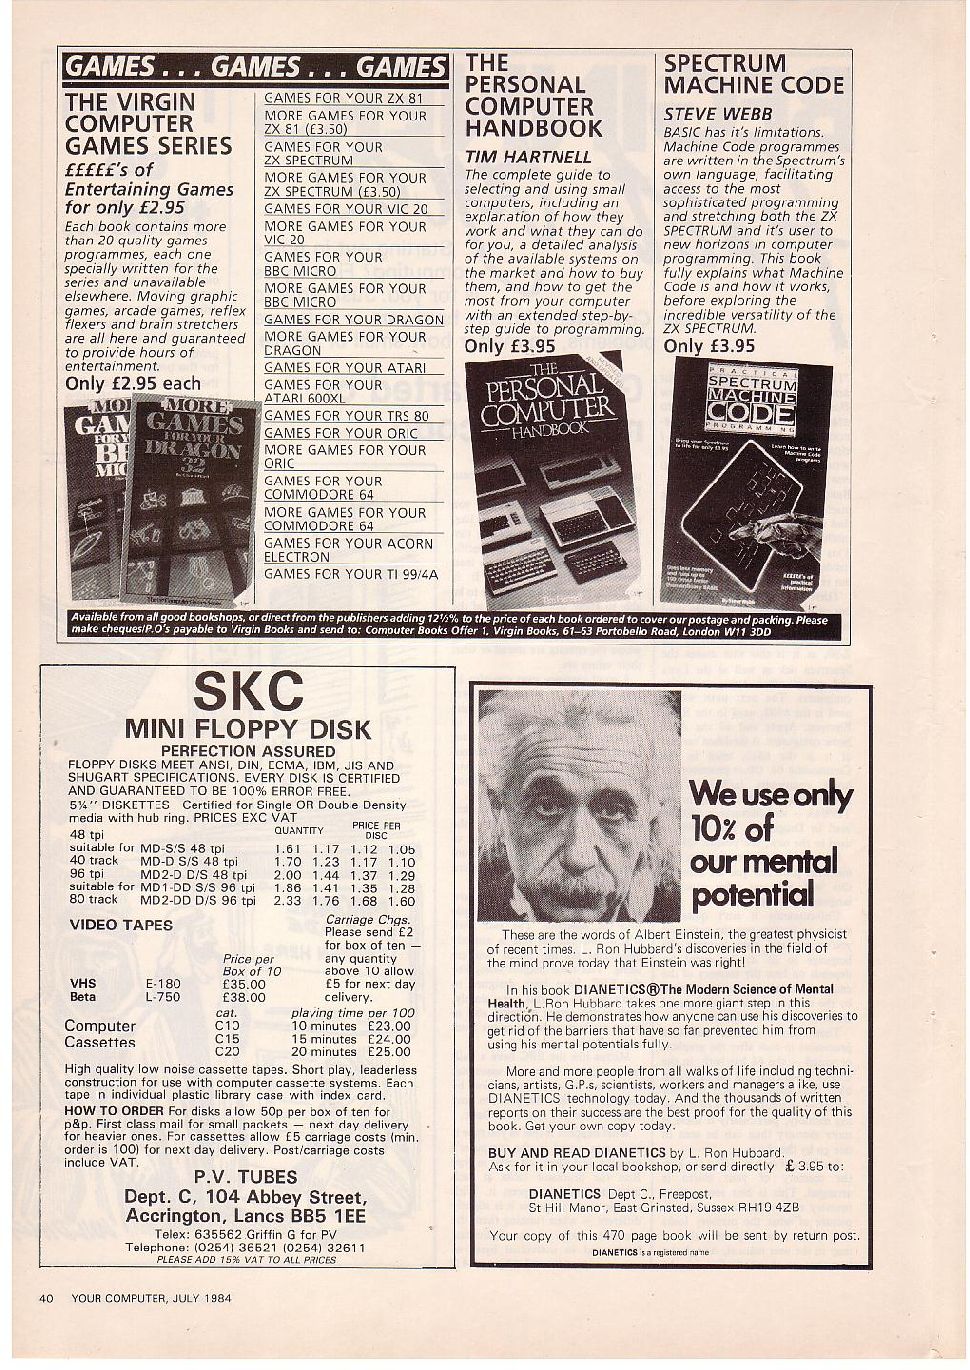 GAMES . . . GAMES . . . GAMES
THE VIRGIN
COMPUTER
GAMES SERIES
£££££'s of
Entertaining Games
for only £2.95
Each book contains more
than 20 quality games
programmes, each one
specially written for the
series and unavailable
elsewhere. Moving graphic
games, arcade games, reflex
flexers and brain stretchers
are all here and guaranteed
to proivide hours of
entertainment.
Only £2.95 each
MORE
GAMES
FOR YOUR
DRAGON
32
GAMES FOR YOUR ZX 81
MORE GAMES FOR YOUR
ZX 81 (£3.50)
GAMES FOR YOUR
ZX SPECTRUM
MORE GAMES FOR YOUR
ZX SPECTRUM (£3.50)
GAMES FOR YOUR VIC 20
MORE GAMES FOR YOUR
VIC 20
GAMES FOR YOUR
BBC MICRO
MORE GAMES FOR YOUR
BBC MICRO
GAMES FOR YOUR DRAGON
MORE GAMES FOR YOUR
DRAGON
GAMES FOR YOUR ATARI
GAMES FOR YOUR
ATARI 600XL
GAMES FOR YOUR TRS 80
GAMES FOR YOUR ORIC
MORE GAMES FOR YOUR
ORIC
GAMES FOR YOUR
COMMODORE 64
MORE GAMES FOR YOUR
COMMODORE 64
GAMES FOR YOUR ACORN
ELECTRON
GAMES FOR YOUR TI 99/4A
THE
PERSONAL
COMPUTER
HANDBOOK
TIM HARTNELL
The complete guide to
selecting and using small
computers, including an
explanation of how they
work and what they can do
for you, a detailed analysis
of the available systems on
the market and how to buy
them, and how to get the
most from your computer
with an extended step-by-
step guide to programming.
Only £3.95
THE
PERSONAL
COMPUTER
HANDBOOK
SPECTRUM
MACHINE CODE
STEVE WEBB
BASIC has it's limitations.
Machine Code programmes
are written in the Spectrum's
own language, facilitating
access to the most
sophisticated programming
and stretching both the ZX
SPECTRUM and it's user to
new horizons in computer
programming. This book
fully explains what Machine
Code is and how it works,
before exploring the
incredible versatility of the
ZX SPECTRUM.
Only £3.95
PRACTICAL
SPECTRUM
MACHINE
CODE
PROGRAMMING
Learn how to write
Machine Code
programs
£££££'s of
practical
information
Available from all good bookshops, or direct from the publishers adding 12½% to the price of each book ordered to cover our postage and packing. Please
make cheques/P.O's payable to Virgin Books and send to: Computer Books Offer 1, Virgin Books, 61-53 Portobello Road, London W11 3DD
SKC
MINI FLOPPY DISK
PERFECTION ASSURED
FLOPPY DISKS MEET ANSI, DIN, ECMA, IBM, JIS AND
SHUGART SPECIFICATIONS. EVERY DISK IS CERTIFIED
AND GUARANTEED TO BE 100% ERROR FREE.
5¼" DISKETTES Certified for Single OR Double Density
media with hub ring. PRICES EXC VAT
QUANTITY PRICE PER DISC
48 tpi
suitable for MD-S/S 48 tpi 1.61 1.17 1.12 1.05
40 track MD-D S/S 48 tpi 1.70 1.23 1.17 1.10
96 tpi MD2-D D/S 48 tpi 2.00 1.44 1.37 1.29
suitable for MD1-DD S/S 96 tpi 1.86 1.41 1.35 1.28
80 track MD2-DD D/S 96 tpi 2.33 1.76 1.68 1.60
VIDEO TAPES
Price per
Box of 10
VHS E-180 £35.00
Beta L-750 £38.00
Carriage Chgs.
Please send £2
for box of ten —
any quantity
above 10 allow
£5 for next day
delivery.
cat. playing time per 100
Computer C10 10 minutes £23.00
Cassettes C15 15 minutes £24.00
C20 20 minutes £25.00
High quality low noise cassette tapes. Short play, leaderless
construction for use with computer cassette systems. Each
tape in individual plastic library case with index card.
HOW TO ORDER For disks allow 50p per box of ten for
p&p. First class mail for small packets — next day delivery
for heavier ones. For cassettes allow £5 carriage costs (min.
order is 100) for next day delivery. Post/carriage costs
include VAT.
P.V. TUBES
Dept. C, 104 Abbey Street,
Accrington, Lancs BB5 1EE
Telex: 635562 Griffin G for PV
Telephone: (0254) 36521 (0254) 32611
PLEASE ADD 15% VAT TO ALL PRICES
We use only
10% of
our mental
potential
These are the words of Albert Einstein, the greatest physicist
of recent times. L. Ron Hubbard's discoveries in the field of
the mind prove today that Einstein was right!
In his book DIANETICS®The Modern Science of Mental
Health, L.Ron Hubbard takes one more giant step in this
direction. He demonstrates how anyone can use his discoveries to
get rid of the barriers that have so far prevented him from
using his mental potentials fully.
More and more people from all walks of life including techni-
cians, artists, G.P.s, scientists, workers and managers alike, use
DIANETICS technology today. And the thousands of written
reports on their success are the best proof for the quality of this
book. Get your own copy today.
BUY AND READ DIANETICS by L. Ron Hubbard.
Ask for it in your local bookshop, or send directly £3.95 to:
DIANETICS Dept C., Freepost,
St Hill Manor, East Grinsted, Sussex RH19 4ZB
Your copy of this 470 page book will be sent by return post.
DIANETICS is a registered name
40 YOUR COMPUTER, JULY 1984